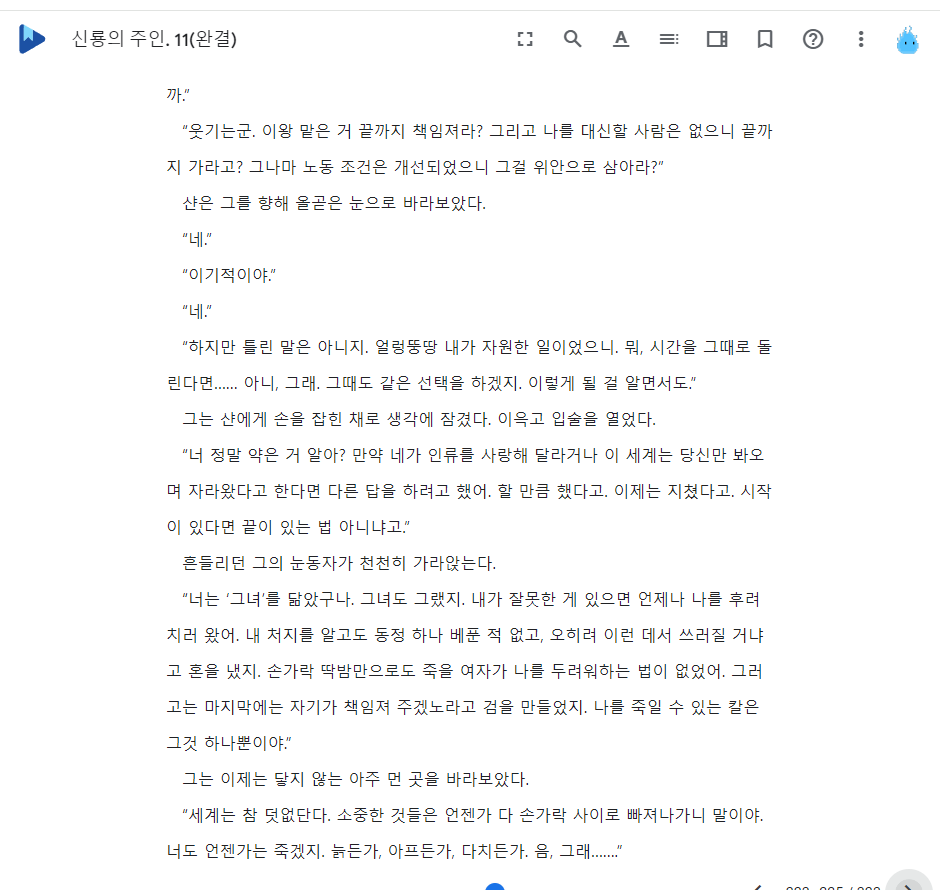 신룡의 주인. 11(완결)
까.”
“웃기는군. 이왕 맡은 거 끝까지 책임져라? 그리고 나를 대신할 사람은 없으니 끝까
지 가라고? 그나마 노동 조건은 개선되었으니 그걸 위안으로 삼아라?”
샨은 그를 향해 올곧은 눈으로 바라보았다.
“네.”
“이기적이야.”
“네.”
“하지만 틀린 말은 아니지. 얼렁뚱땅 내가 자원한 일이었으니. 뭐, 시간을 그때로 돌
린다면…… 아니, 그래. 그때도 같은 선택을 하겠지. 이렇게 될 걸 알면서도.”
그는 샨에게 손을 잡힌 채로 생각에 잠겼다. 이윽고 입술을 열었다.
“너 정말 약은 거 알아? 만약 네가 인류를 사랑해 달라거나 이 세계는 당신만 봐오
며 자라왔다고 한다면 다른 답을 하려고 했어. 할 만큼 했다고. 이제는 지쳤다고. 시작
이 있다면 끝이 있는 법 아니냐고.”
흔들리던 그의 눈동자가 천천히 가라앉는다.
“너는 ‘그녀’를 닮았구나. 그녀도 그랬지. 내가 잘못한 게 있으면 언제나 나를 후려
치러 왔어. 내 처지를 알고도 동정 하나 베푼 적 없고, 오히려 이런 데서 쓰러질 거냐
고 혼을 냈지. 손가락 딱밤만으로도 죽을 여자가 나를 두려워하는 법이 없었어. 그러
고는 마지막에는 자기가 책임져 주겠노라고 검을 만들었지. 나를 죽일 수 있는 칼은
그것 하나뿐이야.”
그는 이제는 닿지 않는 아주 먼 곳을 바라보았다.
“세계는 참 덧없단다. 소중한 것들은 언젠가 다 손가락 사이로 빠져나가니 말이야.
너도 언젠가는 죽겠지. 늙든가, 아프든가, 다치든가. 음, 그래…….”